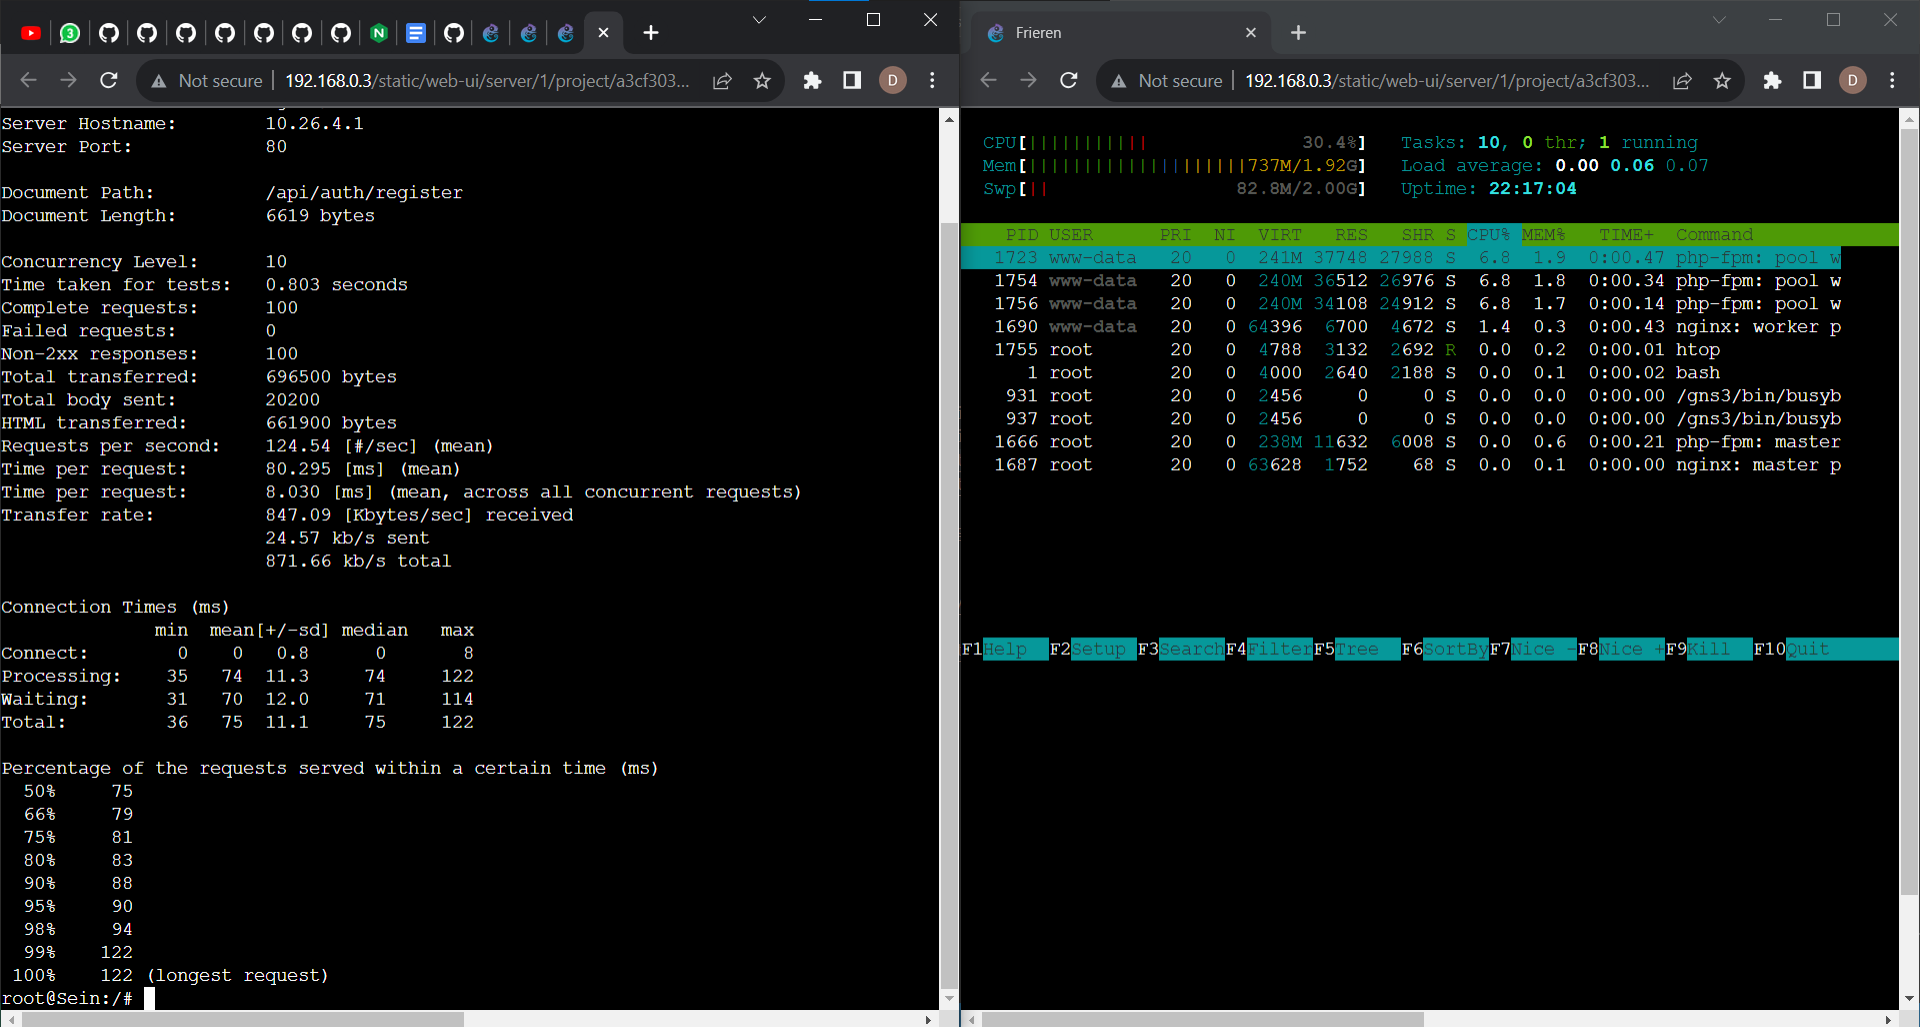 3
Not secure | 192.168.0.3/static/web-ui/server/1/project/a3cf303...
D
Server Hostname:        10.26.4.1
Server Port:            80
Document Path:          /api/auth/register
Document Length:        6619 bytes
Concurrency Level:      10
Time taken for tests:   0.803 seconds
Complete requests:      100
Failed requests:        0
Non-2xx responses:      100
Total transferred:      696500 bytes
Total body sent:        20200
HTML transferred:       661900 bytes
Requests per second:    124.54 [#/sec] (mean)
Time per request:       80.295 [ms] (mean)
Time per request:       8.030 [ms] (mean, across all concurrent requests)
Transfer rate:          847.09 [Kbytes/sec] received
                        24.57 kb/s sent
                        871.66 kb/s total
Connection Times (ms)
              min  mean[+/-sd] median   max
Connect:        0    0   0.8      0       8
Processing:    35   74  11.3     74     122
Waiting:       31   70  12.0     71     114
Total:         36   75  11.1     75     122
Percentage of the requests served within a certain time (ms)
  50%     75
  66%     79
  75%     81
  80%     83
  90%     88
  95%     90
  98%     94
  99%    122
 100%    122 (longest request)
root@Sein:/#
Frieren
Not secure | 192.168.0.3/static/web-ui/server/1/project/a3cf303...
D
CPU[||||||||||| 30.4%]   Tasks: 10, 0 thr; 1 running
Mem[||||||||||||||||||||737M/1.92G]   Load average: 0.00 0.06 0.07
Swp[|| 82.8M/2.00G]   Uptime: 22:17:04
PID USER      PRI  NI  VIRT   RES   SHR S CPU% MEM%   TIME+  Command
1723 www-data   20   0  241M 37748 27988 S  6.8  1.9  0:00.47 php-fpm: pool w
1754 www-data   20   0  240M 36512 26976 S  6.8  1.8  0:00.34 php-fpm: pool w
1756 www-data   20   0  240M 34108 24912 S  6.8  1.7  0:00.14 php-fpm: pool w
1690 www-data   20   0 64396  6700  4672 S  1.4  0.3  0:00.43 nginx: worker p
1755 root       20   0  4788  3132  2692 R  0.0  0.2  0:00.01 htop
1 root       20   0  4000  2640  2188 S  0.0  0.1  0:00.02 bash
931 root       20   0  2456     0     0 S  0.0  0.0  0:00.00 /gns3/bin/busyb
937 root       20   0  2456     0     0 S  0.0  0.0  0:00.00 /gns3/bin/busyb
1666 root       20   0  238M 11632  6008 S  0.0  0.6  0:00.21 php-fpm: master
1687 root       20   0 63628  1752    68 S  0.0  0.1  0:00.00 nginx: master p
F1Help  F2Setup F3SearchF4FilterF5Tree  F6SortByF7Nice -F8Nice +F9Kill  F10Quit